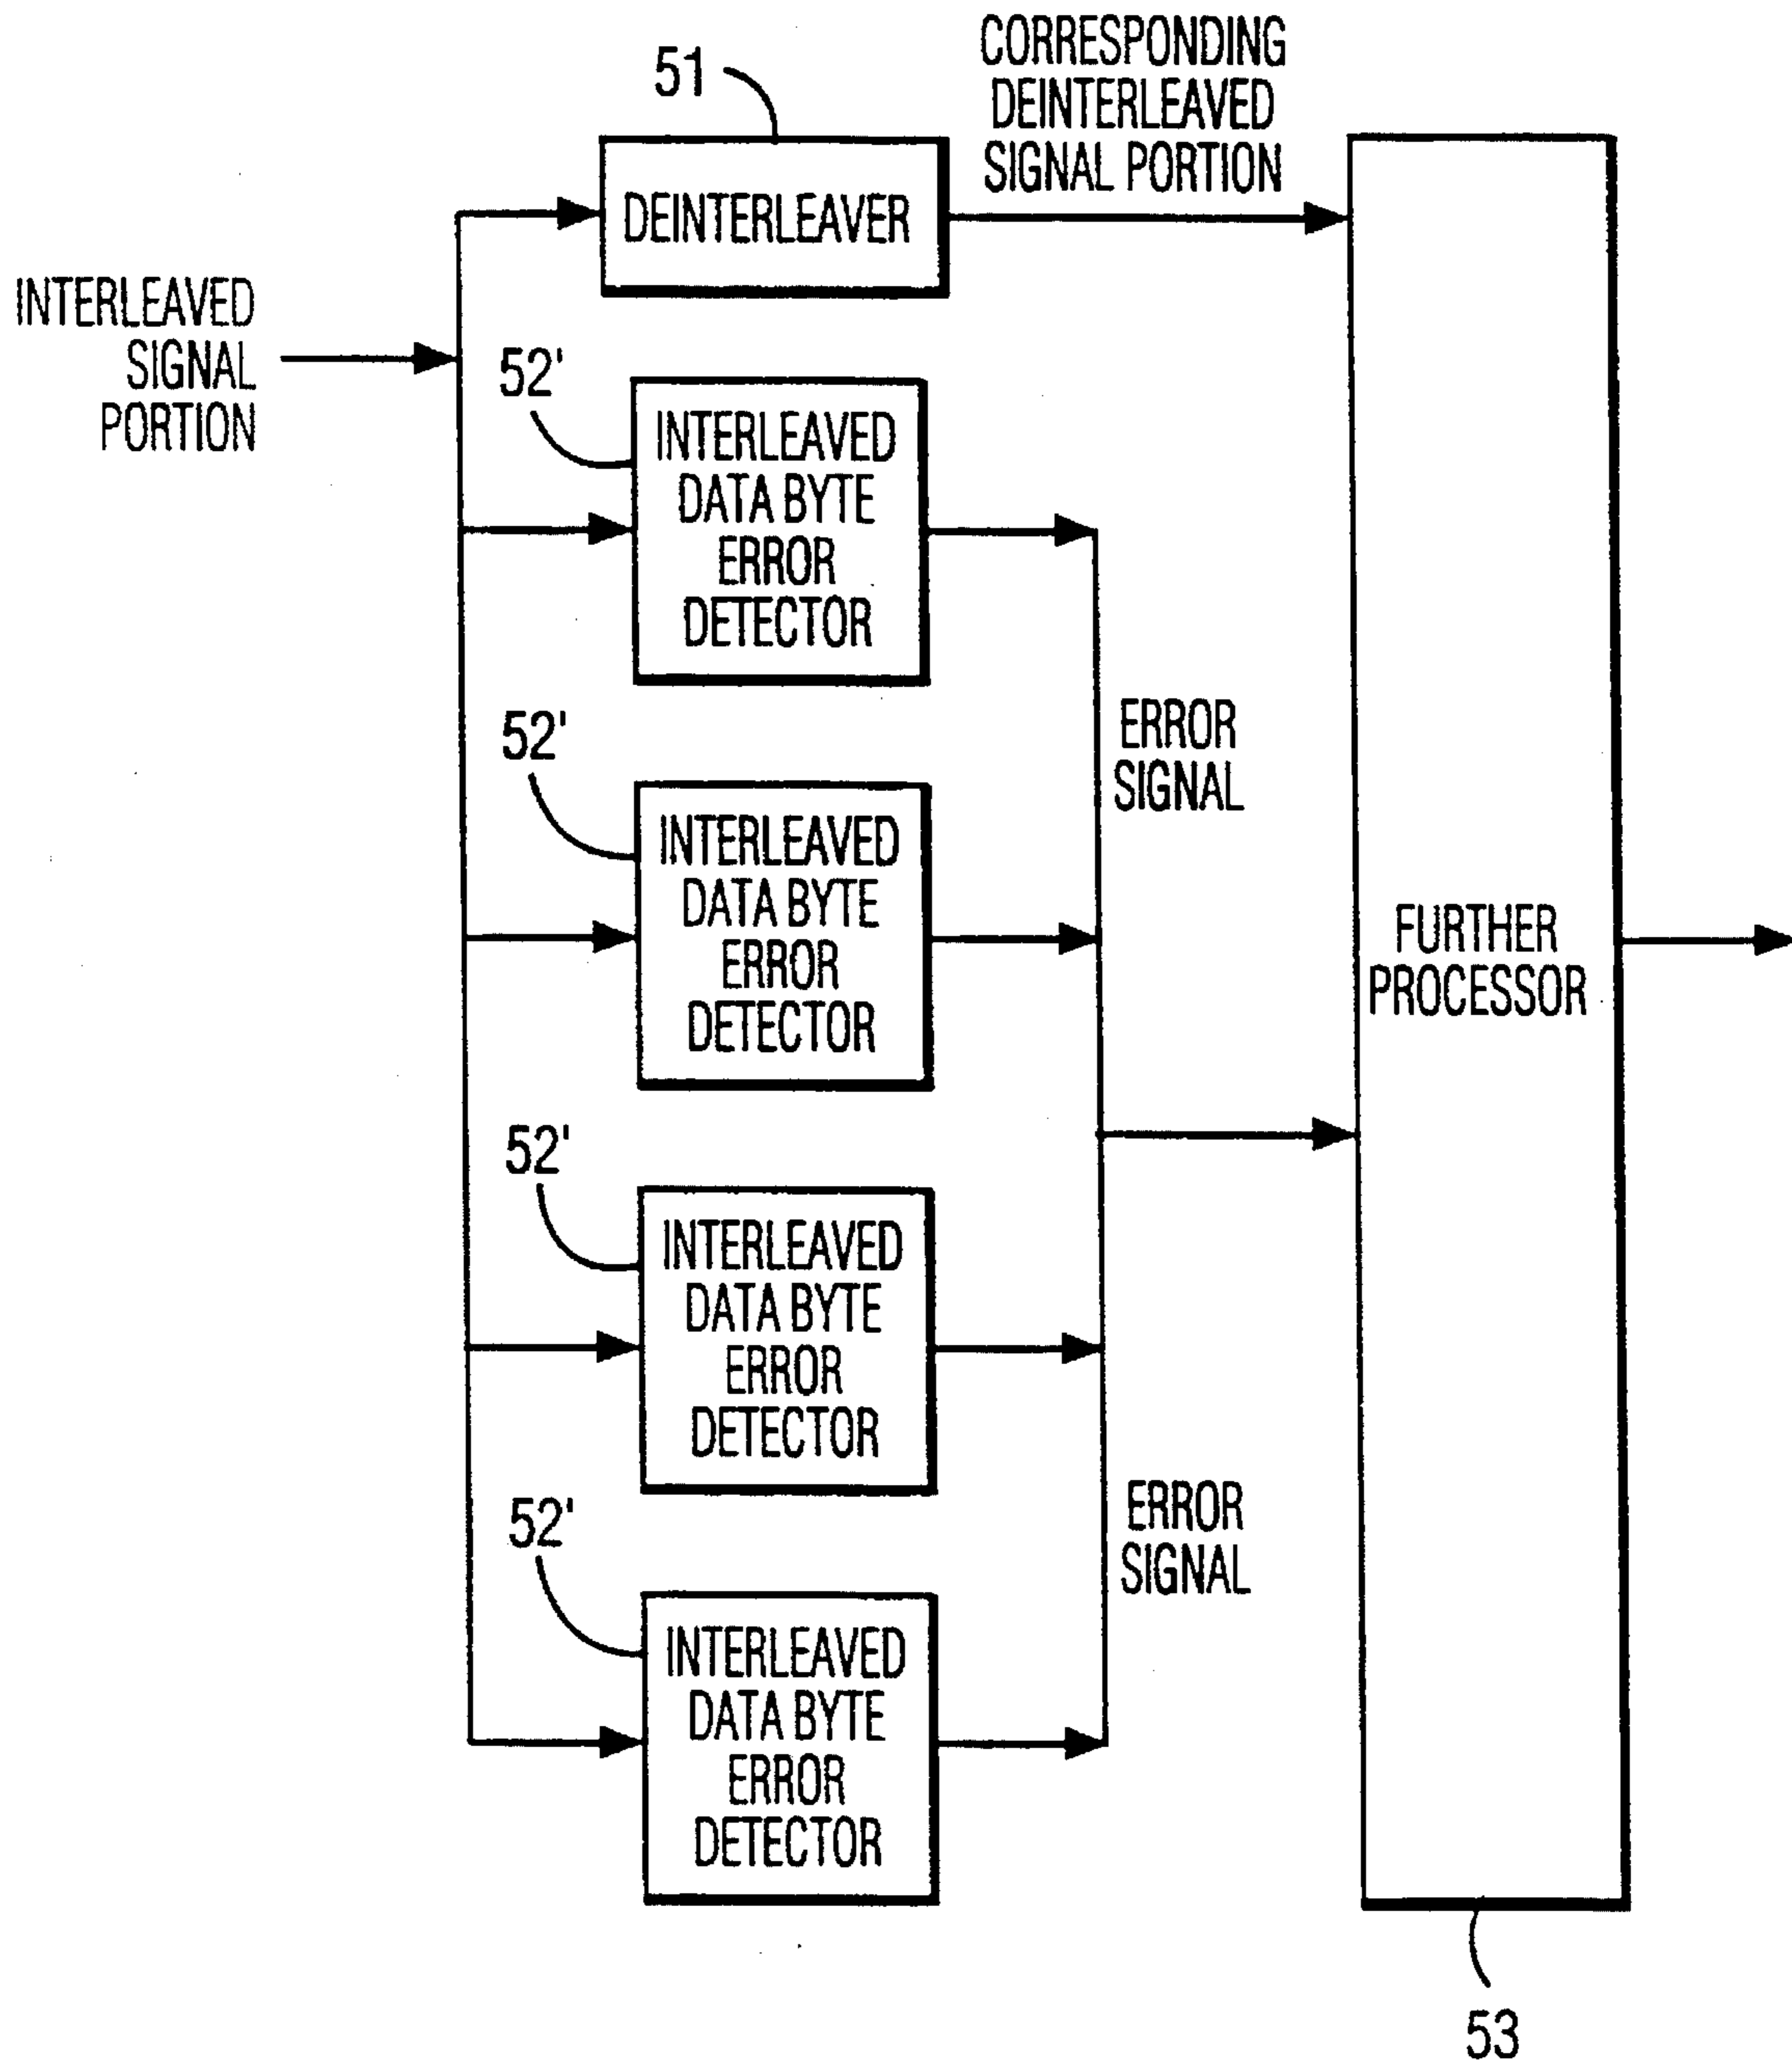 51
CORRESPONDING
DEINTERLEAVED
SIGNAL PORTION
DEINTERLEAVER
INTERLEAVED
SIGNAL
PORTION
52'
INTERLEAVED
DATA BYTE
ERROR
DETECTOR
ERROR
SIGNAL
52'
INTERLEAVED
DATA BYTE
ERROR
DETECTOR
FURTHER
PROCESSOR
52'
INTERLEAVED
DATA BYTE
ERROR
DETECTOR
ERROR
SIGNAL
52'
INTERLEAVED
DATA BYTE
ERROR
DETECTOR
53